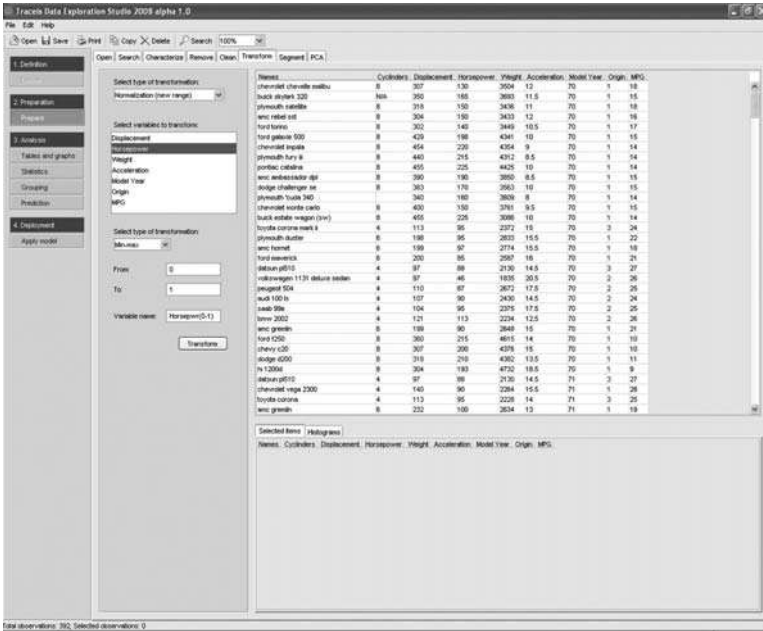 Traceis Data Exploration Studio 2009 alpha 1.0
File Edit Help
Open Save Print Copy Delete Search 100%
1. Definition
2. Preparation
Prepare
3. Analysis
Tables and graphs
Statistics
Grouping
Prediction
4. Deployment
Apply model
Open Search Characterize Remove Clean Transform Segment PCA
Select type of transformation:
Normalization (new range)
Select variables to transform:
Displacement
Horsepower
Weight
Acceleration
Model Year
Origin
MPG
Select type of transformation:
Min-max
From: 0
To: 1
Variable name: Horsepwr(0-1)
Transform
Names Cyclinders Displacement Horsepower Weight Acceleration Model Year Origin MPG
chevrolet chevelle malibu 8 307 130 3504 12 70 1 18
buick skylark 320 N/A 350 165 3693 11.5 70 1 15
plymouth satellite 8 318 150 3436 11 70 1 18
amc rebel sst 8 304 150 3433 12 70 1 16
ford torino 8 302 140 3449 10.5 70 1 17
ford galaxie 500 8 429 198 4341 10 70 1 15
chevrolet impala 8 454 220 4354 9 70 1 14
plymouth fury iii 8 440 215 4312 8.5 70 1 14
pontiac catalina 8 455 225 4425 10 70 1 14
amc ambassador dpl 8 390 190 3850 8.5 70 1 15
dodge challenger se 8 383 170 3563 10 70 1 15
plymouth 'cuda 340 340 160 3609 8 70 1 14
chevrolet monte carlo 8 400 150 3761 9.5 70 1 15
buick estate wagon (sw) 8 455 225 3086 10 70 1 14
toyota corona mark ii 4 113 95 2372 15 70 3 24
plymouth duster 6 198 95 2833 15.5 70 1 22
amc hornet 6 199 97 2774 15.5 70 1 18
ford maverick 6 200 85 2587 16 70 1 21
datsun pl510 4 97 88 2130 14.5 70 3 27
volkswagen 1131 deluxe sedan 4 97 46 1835 20.5 70 2 26
peugeot 504 4 110 87 2672 17.5 70 2 25
audi 100 ls 4 107 90 2430 14.5 70 2 24
saab 99e 4 104 95 2375 17.5 70 2 25
bmw 2002 4 121 113 2234 12.5 70 2 26
amc gremlin 6 199 90 2648 15 70 1 21
ford f250 8 360 215 4615 14 70 1 10
chevy c20 8 307 200 4376 15 70 1 10
dodge d200 8 318 210 4382 13.5 70 1 11
hi 1200d 8 304 193 4732 18.5 70 1 9
datsun pl510 4 97 88 2130 14.5 71 3 27
chevrolet vega 2300 4 140 90 2264 15.5 71 1 28
toyota corona 4 113 95 2228 14 71 3 25
amc gremlin 6 232 100 2634 13 71 1 19
Selected items Histograms
Names Cyclinders Displacement Horsepower Weight Acceleration Model Year Origin MPG
Total observations: 392, Selected observations: 0